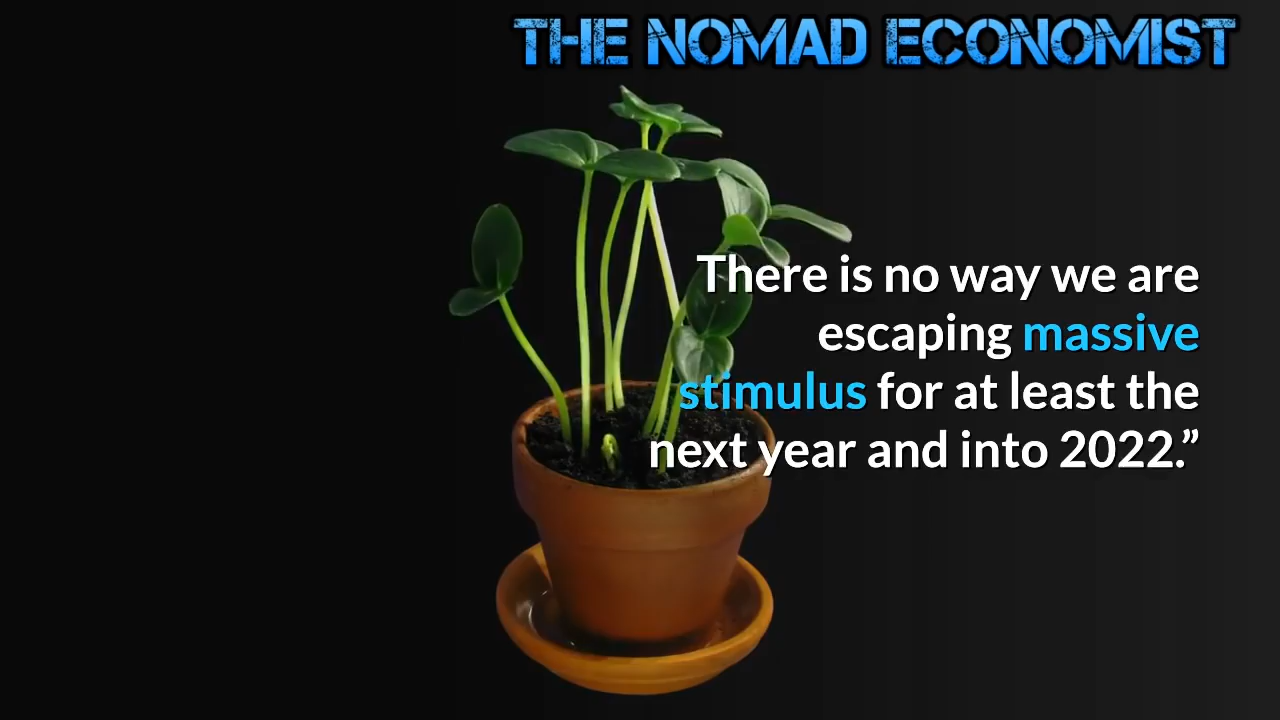 THE NOMAD ECONOMIST
There is no way we are
escaping massive
stimulus for at least the
next year and into 2022.”